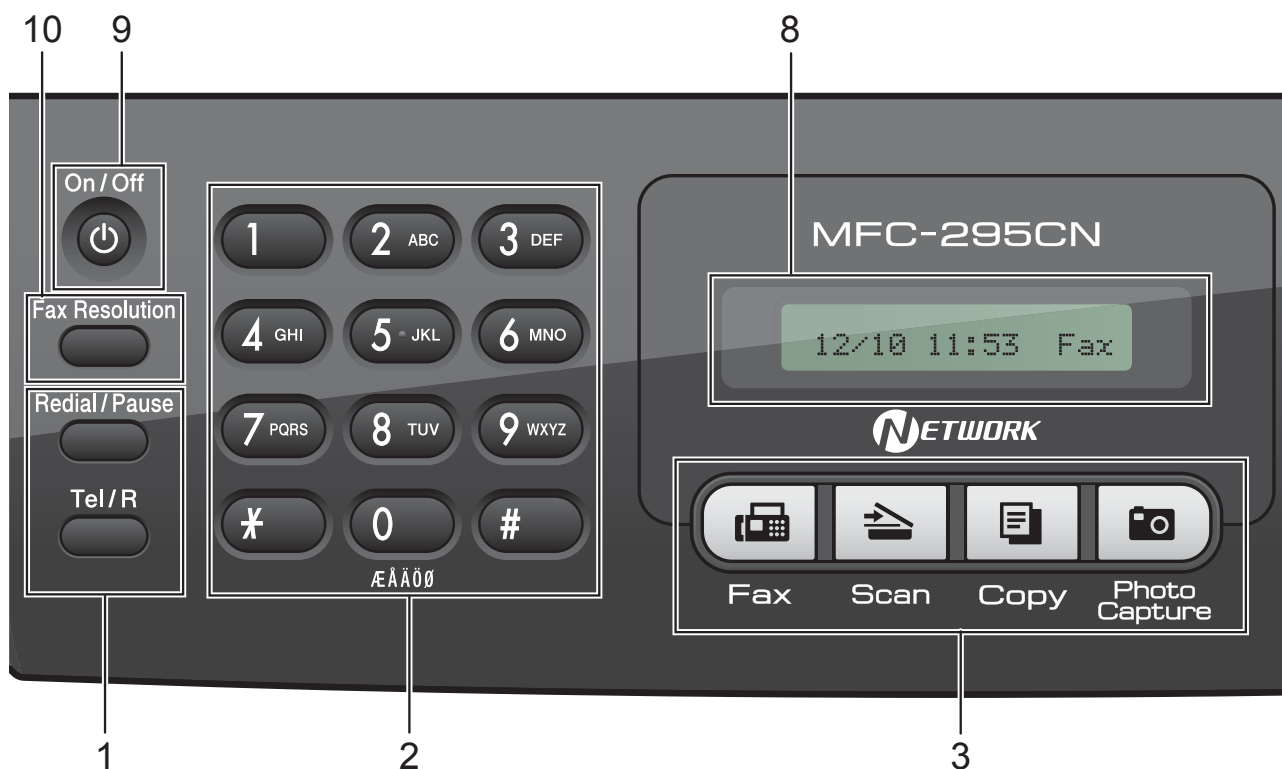 10 9 8
On / Off
Fax Resolution
Redial / Pause
Tel / R
1
2 ABC
3 DEF
4 GHI
5 JKL
6 MNO
7 PQRS
8 TUV
9 WXYZ
*
0
#
ÆÅÄÖØ
MFC-295CN
12/10 11:53 Fax
NETWORK
Fax Scan Copy Photo Capture
1 2 3